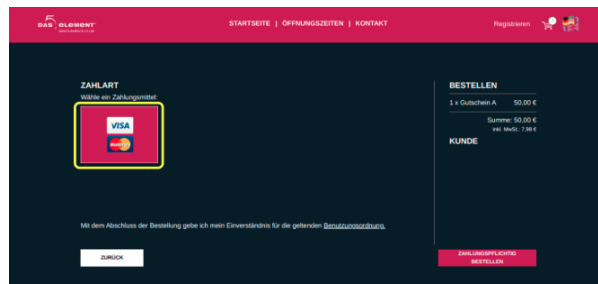 DAS ELEMENT
STARTSEITE | ÖFFNUNGSZEITEN | KONTAKT
Registrieren
ZAHLART
Wähle ein Zahlungsmittel:
VISA
MasterCard
Mit dem Abschluss der Bestellung gebe ich mein Einverständnis für die geltenden Benutzungsordnung.
ZURÜCK
BESTELLEN
1 x Gutschein A 50,00 €
Summe: 50,00 €
inkl. MwSt.: 7,98 €
KUNDE
ZAHLUNGSPFLICHTIG
BESTELLEN